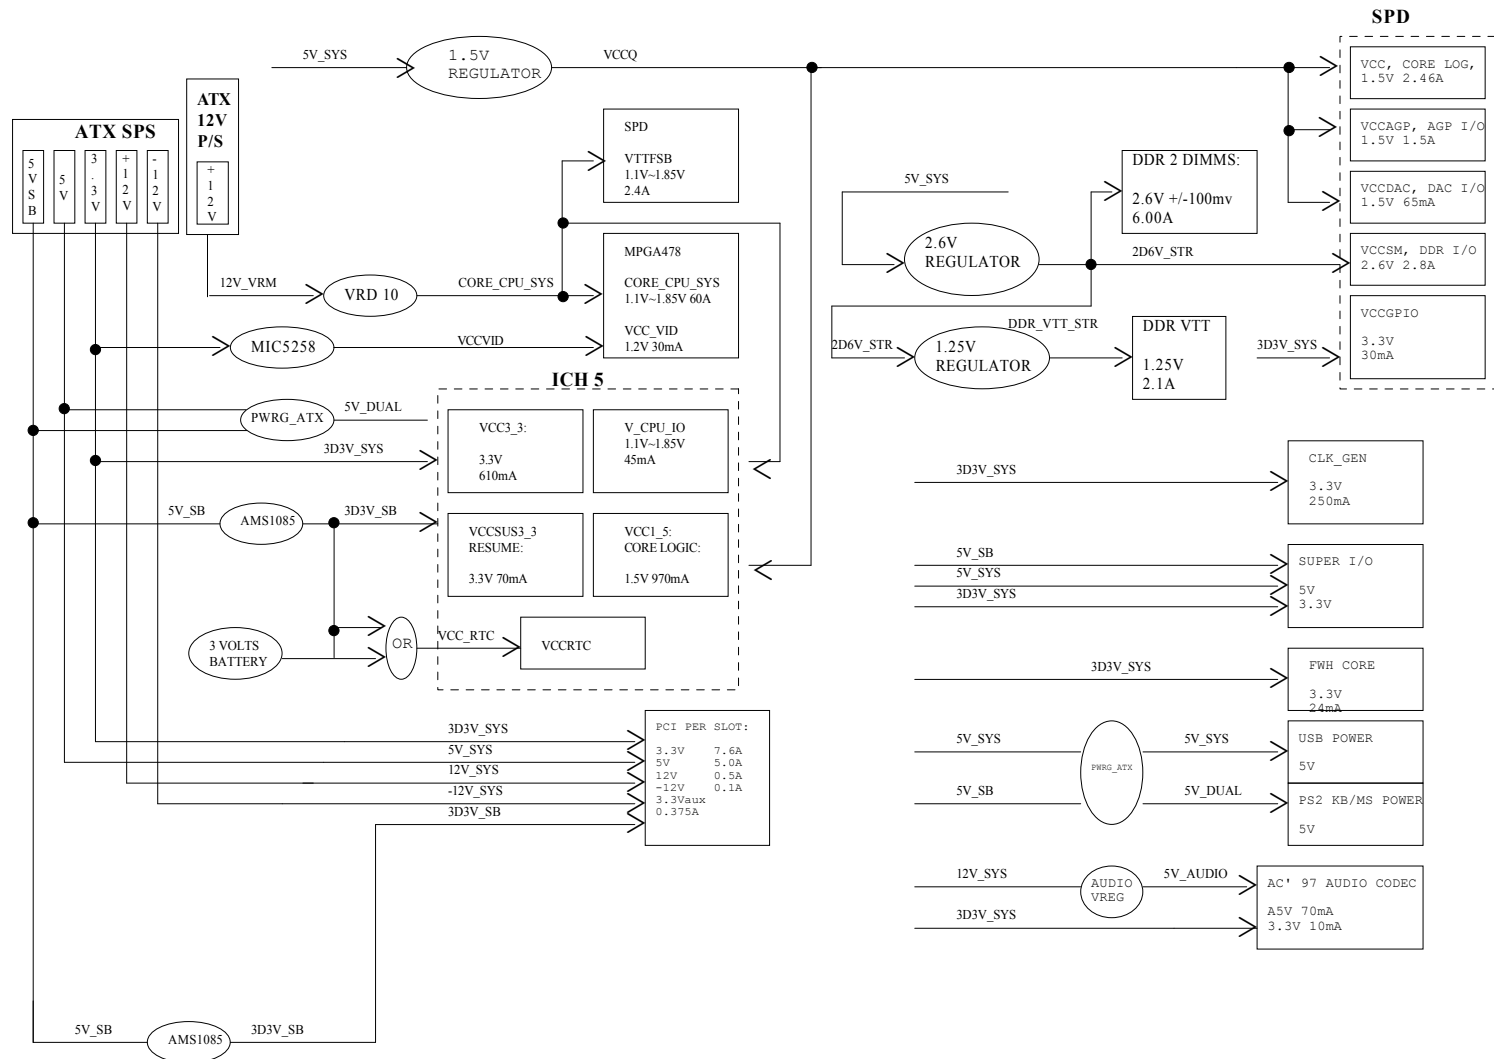 SPD
5V_SYS
1.5V
REGULATOR
VCCQ
VCC, CORE LOG,
1.5V 2.46A
VCCAGP, AGP I/O
1.5V 1.5A
VCCDAC, DAC I/O
1.5V 65mA
VCCSM, DDR I/O
2.6V 2.8A
VCCGPIO
3.3V
30mA
3D3V_SYS
ATX SPS
5VSB
5V
3.3V
+12V
-12V
ATX
12V
P/S
+12V
SPD
VTTFSB
1.1V~1.85V
2.4A
MPGA478
CORE_CPU_SYS
1.1V~1.85V 60A
VCC_VID
1.2V 30mA
12V_VRM
VRD 10
CORE_CPU_SYS
MIC5258
VCCVID
5V_SYS
2.6V
REGULATOR
DDR 2 DIMMS:
2.6V +/-100mv
6.00A
2D6V_STR
2D6V_STR
1.25V
REGULATOR
DDR_VTT_STR
DDR VTT
1.25V
2.1A
PWRG_ATX
5V_DUAL
3D3V_SYS
5V_SB
AMS1085
3D3V_SB
3 VOLTS
BATTERY
OR
VCC_RTC
ICH 5
VCC3_3:
3.3V
610mA
V_CPU_IO
1.1V~1.85V
45mA
VCCSUS3_3
RESUME:
3.3V 70mA
VCC1_5:
CORE LOGIC:
1.5V 970mA
VCCRTC
3D3V_SYS
5V_SYS
12V_SYS
-12V_SYS
3D3V_SB
PCI PER SLOT:
3.3V 7.6A
5V 5.0A
12V 0.5A
-12V 0.1A
3.3Vaux
0.375A
5V_SB
AMS1085
3D3V_SB
3D3V_SYS
CLK_GEN
3.3V
250mA
5V_SB
5V_SYS
3D3V_SYS
SUPER I/O
5V
3.3V
3D3V_SYS
FWH CORE
3.3V
24mA
5V_SYS
5V_SB
PWRG_ATX
5V_SYS
5V_DUAL
USB POWER
5V
PS2 KB/MS POWER
5V
12V_SYS
AUDIO
VREG
5V_AUDIO
3D3V_SYS
AC' 97 AUDIO CODEC
A5V 70mA
3.3V 10mA